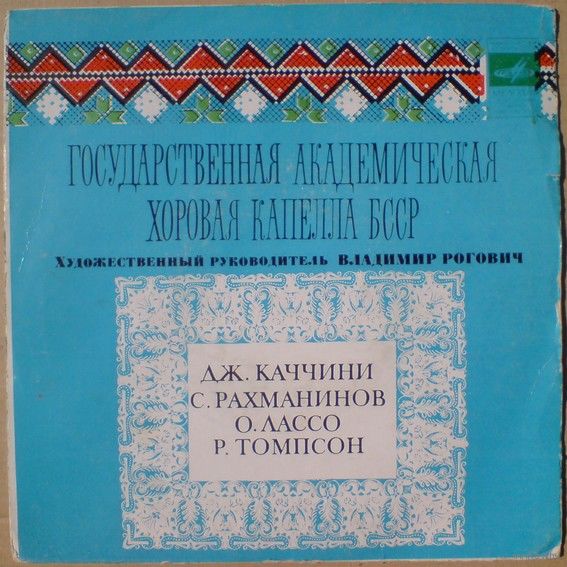 ГОСУДАРСТВЕННАЯ АКАДЕМИЧЕСКАЯ
ХОРОВАЯ КАПЕЛЛА БССР
ХУДОЖЕСТВЕННЫЙ РУКОВОДИТЕЛЬ ВЛАДИМИР РОГОВИЧ
ДЖ. КАЧЧИНИ
С. РАХМАНИНОВ
О. ЛАССО
Р. ТОМПСОН